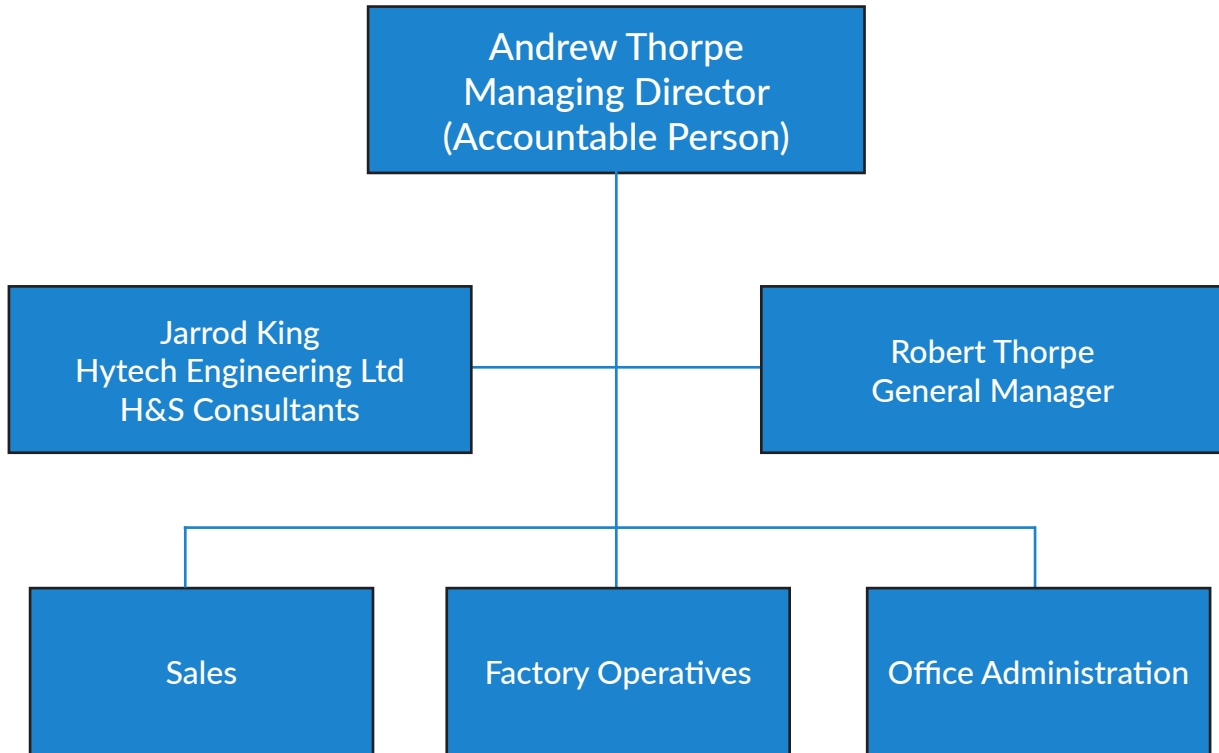 Andrew Thorpe
Managing Director
(Accountable Person)
Jarrod King
Hytech Engineering Ltd
H&S Consultants
Robert Thorpe
General Manager
Sales
Factory Operatives
Office Administration